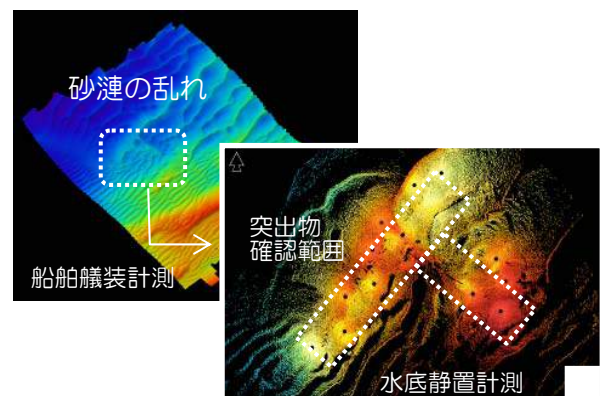 砂漣の乱れ
船舶艤装計測
突出物
確認範囲
水底静置計測